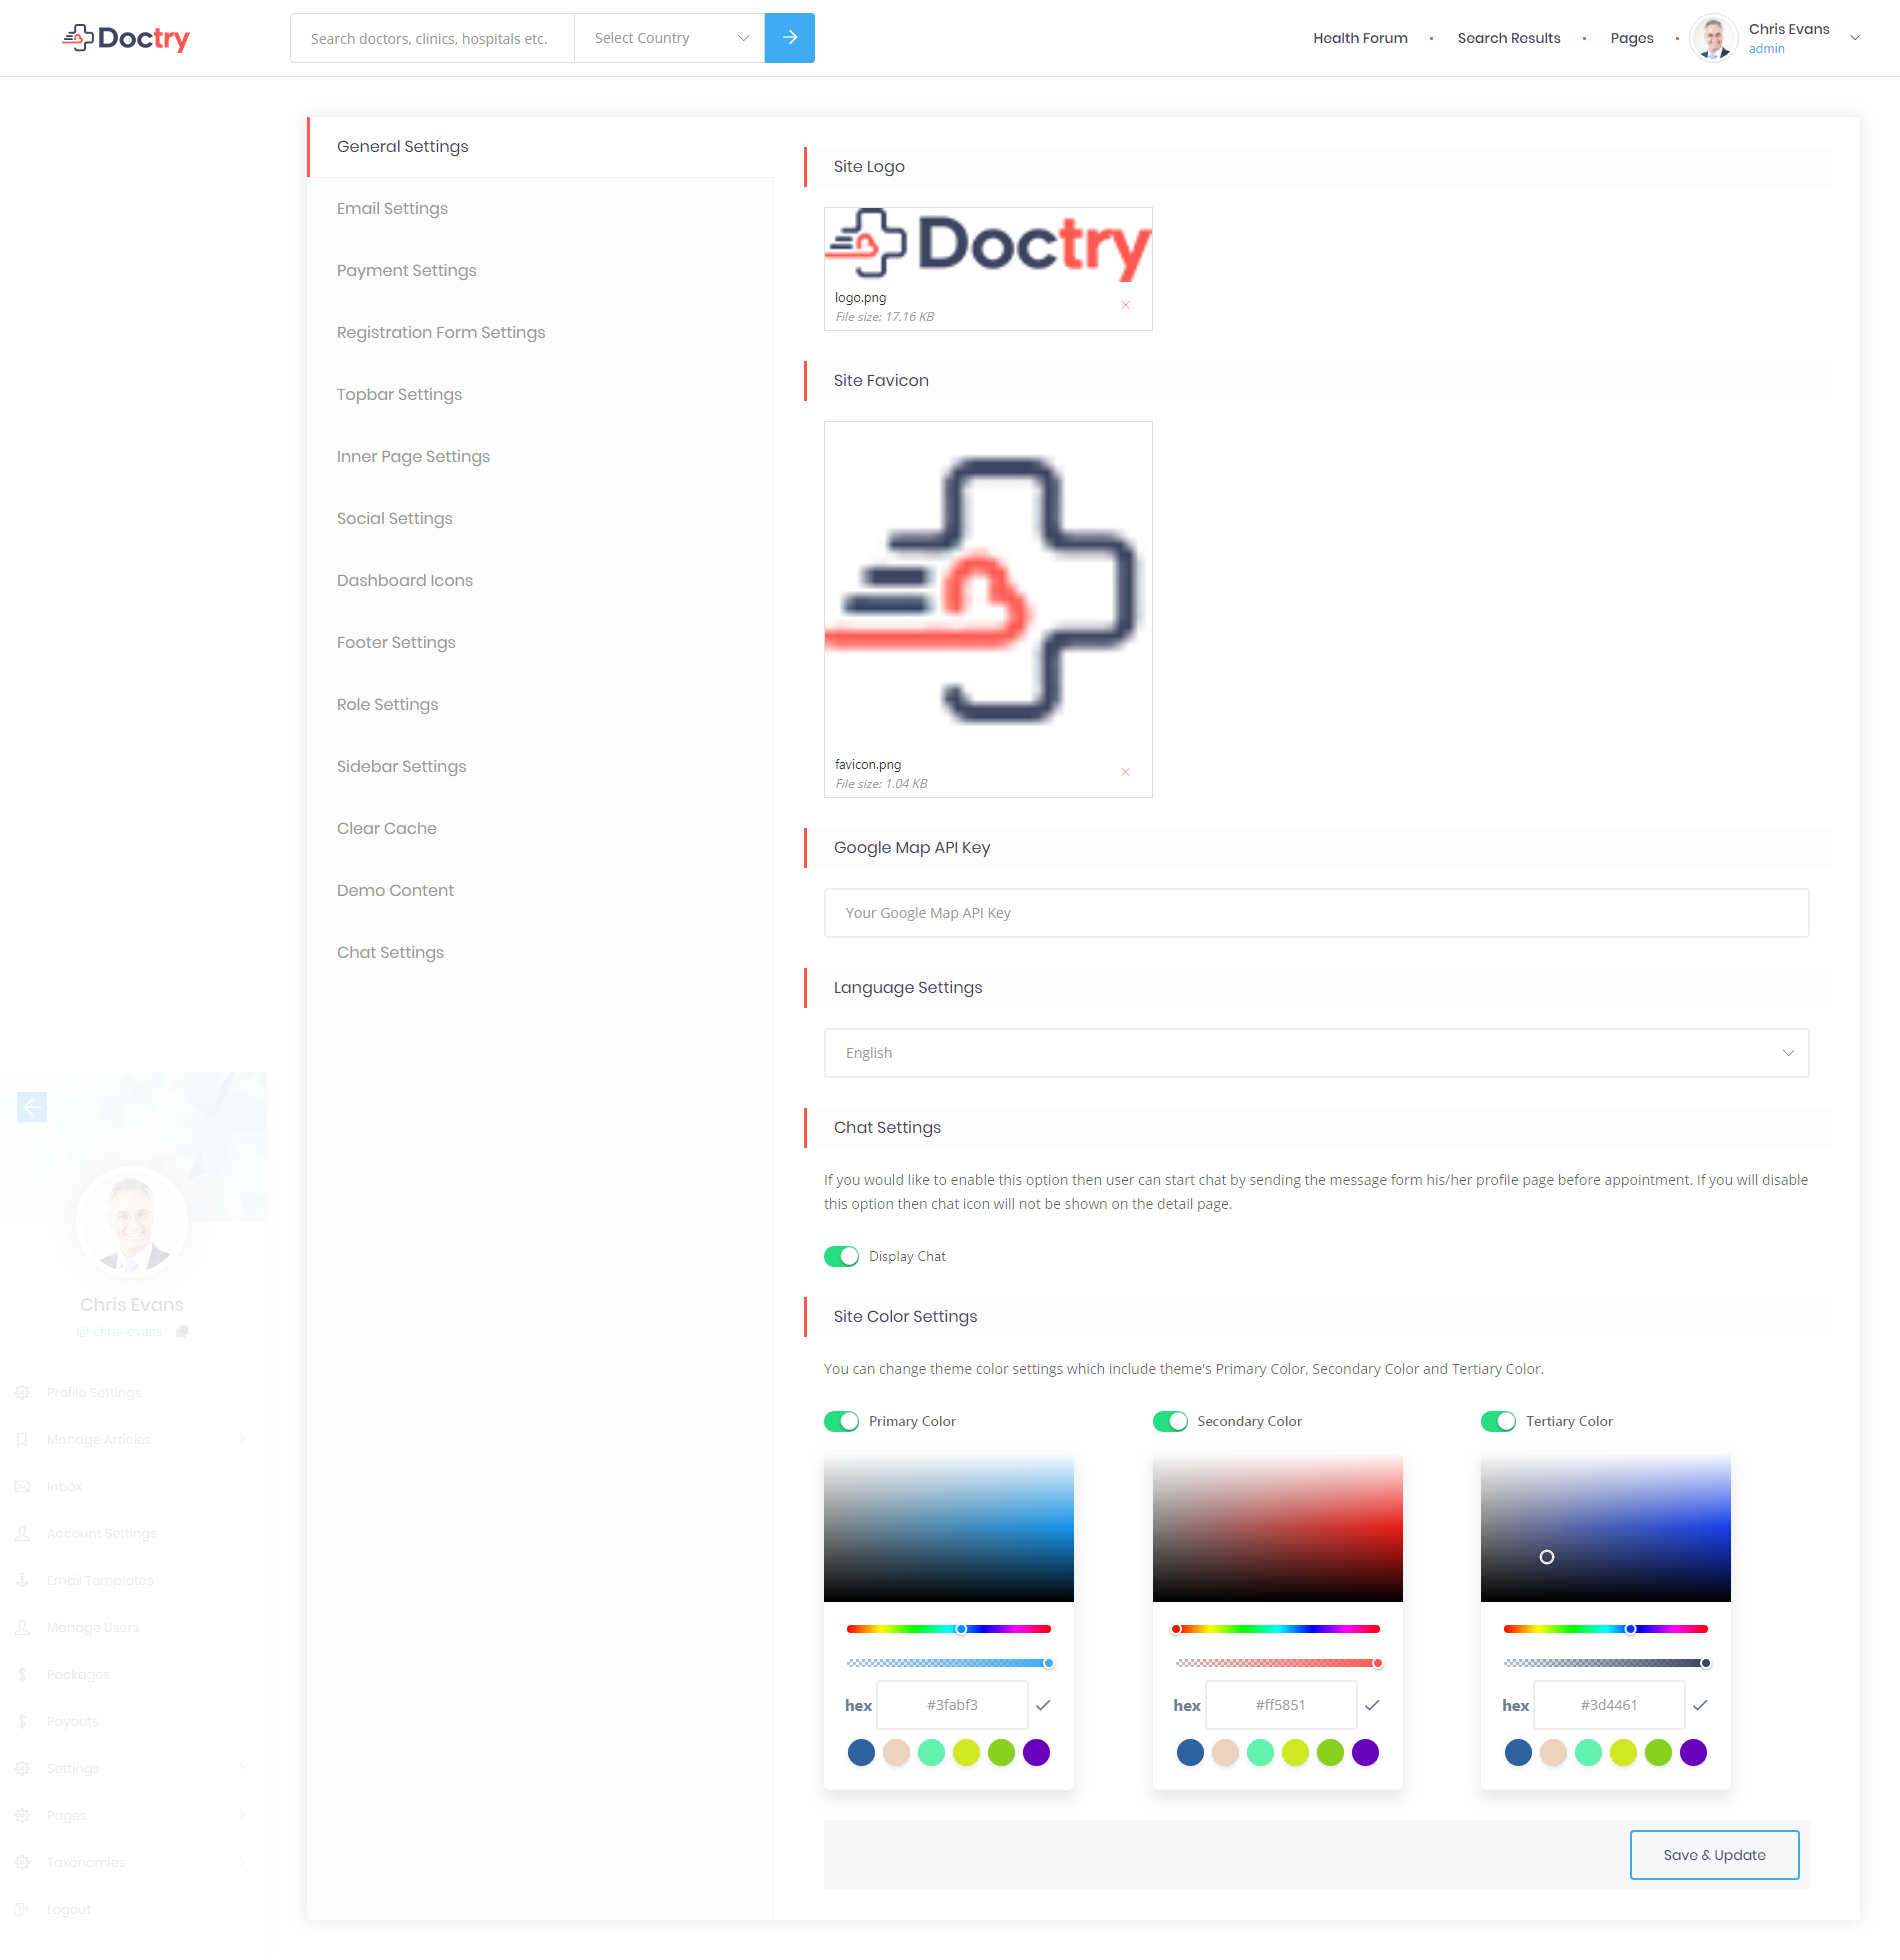 Doctry
Search doctors, clinics, hospitals etc.
Select Country
Health Forum
Search Results
Pages
Chris Evans
admin
General Settings
Email Settings
Payment Settings
Registration Form Settings
Topbar Settings
Inner Page Settings
Social Settings
Dashboard Icons
Footer Settings
Role Settings
Sidebar Settings
Clear Cache
Demo Content
Chat Settings
Site Logo
Doctry
logo.png
File size: 17.16 KB
Site Favicon
favicon.png
File size: 1.04 KB
Google Map API Key
Your Google Map API Key
Language Settings
English
Chat Settings
If you would like to enable this option then user can start chat by sending the message form his/her profile page before appointment. If you will disable
this option then chat icon will not be shown on the detail page.
Display Chat
Site Color Settings
You can change theme color settings which include theme's Primary Color, Secondary Color and Tertiary Color.
Primary Color
Secondary Color
Tertiary Color
hex #3fabf3
hex #ff5851
hex #3d4461
Save & Update
Chris Evans
@ chris-evans
Profile Settings
Manage Articles
Inbox
Account Settings
Email Templates
Manage Users
Packages
Payouts
Settings
Pages
Taxonomies
Logout